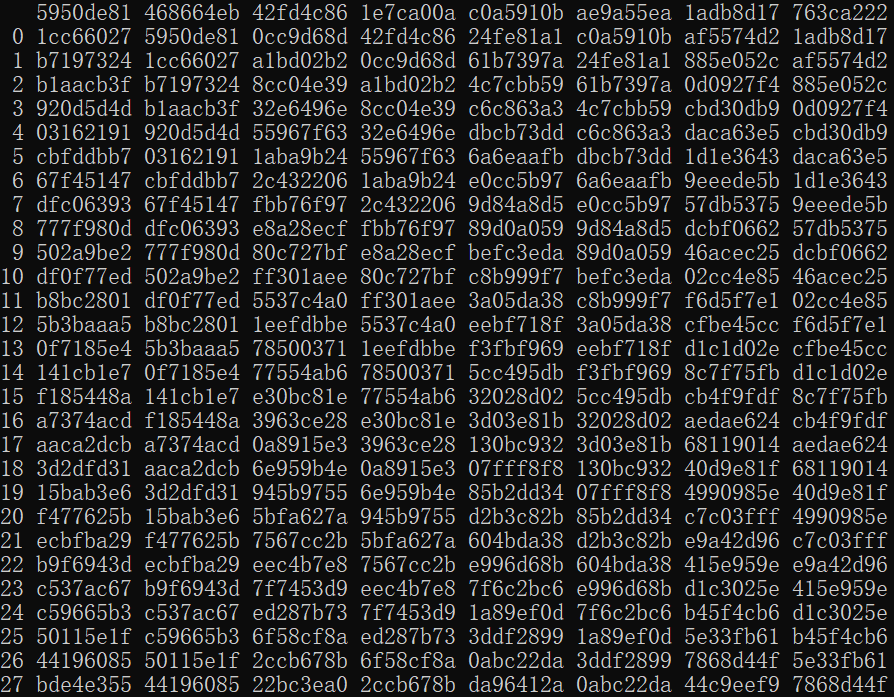 5950de81 468664eb 42fd4c86 1e7ca00a c0a5910b ae9a55ea 1adb8d17 763ca222
0 1cc66027 5950de81 0cc9d68d 42fd4c86 24fe81a1 c0a5910b af5574d2 1adb8d17
1 b7197324 1cc66027 a1bd02b2 0cc9d68d 61b7397a 24fe81a1 885e052c af5574d2
2 b1aacb3f b7197324 8cc04e39 a1bd02b2 4c7cbb59 61b7397a 0d0927f4 885e052c
3 920d5d4d b1aacb3f 32e6496e 8cc04e39 c6c863a3 4c7cbb59 cbd30db9 0d0927f4
4 03162191 920d5d4d 55967f63 32e6496e dbcb73dd c6c863a3 daca63e5 cbd30db9
5 cbfddbb7 03162191 1aba9b24 55967f63 6a6eaafb dbcb73dd 1d1e3643 daca63e5
6 67f45147 cbfddbb7 2c432206 1aba9b24 e0cc5b97 6a6eaafb 9eeede5b 1d1e3643
7 dfc06393 67f45147 fbb76f97 2c432206 9d84a8d5 e0cc5b97 57db5375 9eeede5b
8 777f980d dfc06393 e8a28ecf fbb76f97 89d0a059 9d84a8d5 dcbf0662 57db5375
9 502a9be2 777f980d 80c727bf e8a28ecf befc3eda 89d0a059 46acec25 dcbf0662
10 df0f77ed 502a9be2 ff301aee 80c727bf c8b999f7 befc3eda 02cc4e85 46acec25
11 b8bc2801 df0f77ed 5537c4a0 ff301aee 3a05da38 c8b999f7 f6d5f7e1 02cc4e85
12 5b3baaa5 b8bc2801 1eefdbbe 5537c4a0 eebf718f 3a05da38 cfbe45cc f6d5f7e1
13 0f7185e4 5b3baaa5 78500371 1eefdbbe f3fbf969 eebf718f d1c1d02e cfbe45cc
14 141cb1e7 0f7185e4 77554ab6 78500371 5cc495db f3fbf969 8c7f75fb d1c1d02e
15 f185448a 141cb1e7 e30bc81e 77554ab6 32028d02 5cc495db cb4f9fdf 8c7f75fb
16 a7374acd f185448a 3963ce28 e30bc81e 3d03e81b 32028d02 aedae624 cb4f9fdf
17 aaca2dcb a7374acd 0a8915e3 3963ce28 130bc932 3d03e81b 68119014 aedae624
18 3d2dfd31 aaca2dcb 6e959b4e 0a8915e3 07fff8f8 130bc932 40d9e81f 68119014
19 15bab3e6 3d2dfd31 945b9755 6e959b4e 85b2dd34 07fff8f8 4990985e 40d9e81f
20 f477625b 15bab3e6 5bfa627a 945b9755 d2b3c82b 85b2dd34 c7c03fff 4990985e
21 ecbfba29 f477625b 7567cc2b 5bfa627a 604bda38 d2b3c82b e9a42d96 c7c03fff
22 b9f6943d ecbfba29 eec4b7e8 7567cc2b e996d68b 604bda38 415e959e e9a42d96
23 c537ac67 b9f6943d 7f7453d9 eec4b7e8 7f6c2bc6 e996d68b d1c3025e 415e959e
24 c59665b3 c537ac67 ed287b73 7f7453d9 1a89ef0d 7f6c2bc6 b45f4cb6 d1c3025e
25 50115e1f c59665b3 6f58cf8a ed287b73 3ddf2899 1a89ef0d 5e33fb61 b45f4cb6
26 44196085 50115e1f 2ccb678b 6f58cf8a 0abc22da 3ddf2899 7868d44f 5e33fb61
27 bde4e355 44196085 22bc3ea0 2ccb678b da96412a 0abc22da 44c9eef9 7868d44f